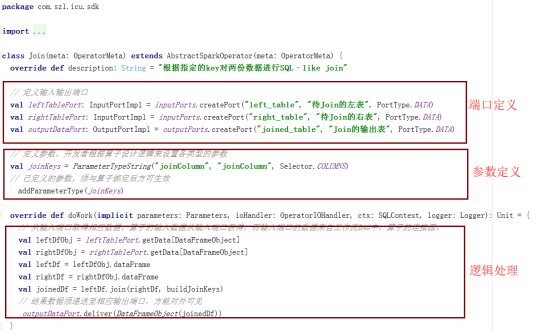 package com.szl.icu.sdk
import ...
class Join(meta: OperatorMeta) extends AbstractSparkOperator(meta: OperatorMeta) {
override def description: String = "根据指定的key对两份数据进行SQL-like join"
// 定义输入输出端口
val leftTablePort: InputPortImpl = inputPorts.createPort("left_table", "待Join的左表", PortType.DATA)
val rightTablePort: InputPortImpl = inputPorts.createPort("right_table", "待Join的右表", PortType.DATA)
val outputDataPort: OutputPortImpl = outputPorts.createPort("joined_table", "Join的输出表", PortType.DATA)
端口定义
// 定义参数，开发者根据算子设计逻辑来设置各类型的参数
val joinKeys = ParameterTypeString("joinColumn", "joinColumn", Selector.COLUMNS)
// 已定义的参数，须与算子绑定后方可生效
addParameterType(joinKeys)
参数定义
override def doWork(implicit parameters: Parameters, ioHandler: OperatorIOHandler, ctx: SQLContext, logger: Logger): Unit = {
val leftDfObj = leftTablePort.getData[DataFrameObject]
val rightDfObj = rightTablePort.getData[DataFrameObject]
val leftDf = leftDfObj.dataFrame
val rightDf = rightDfObj.dataFrame
val joinedDf = leftDf.join(rightDf, buildJoinKeys)
// 结果数据须递送至相应输出端口，方能对外可见
outputDataPort.deliver(DataFrameObject(joinedDf))
逻辑处理
}